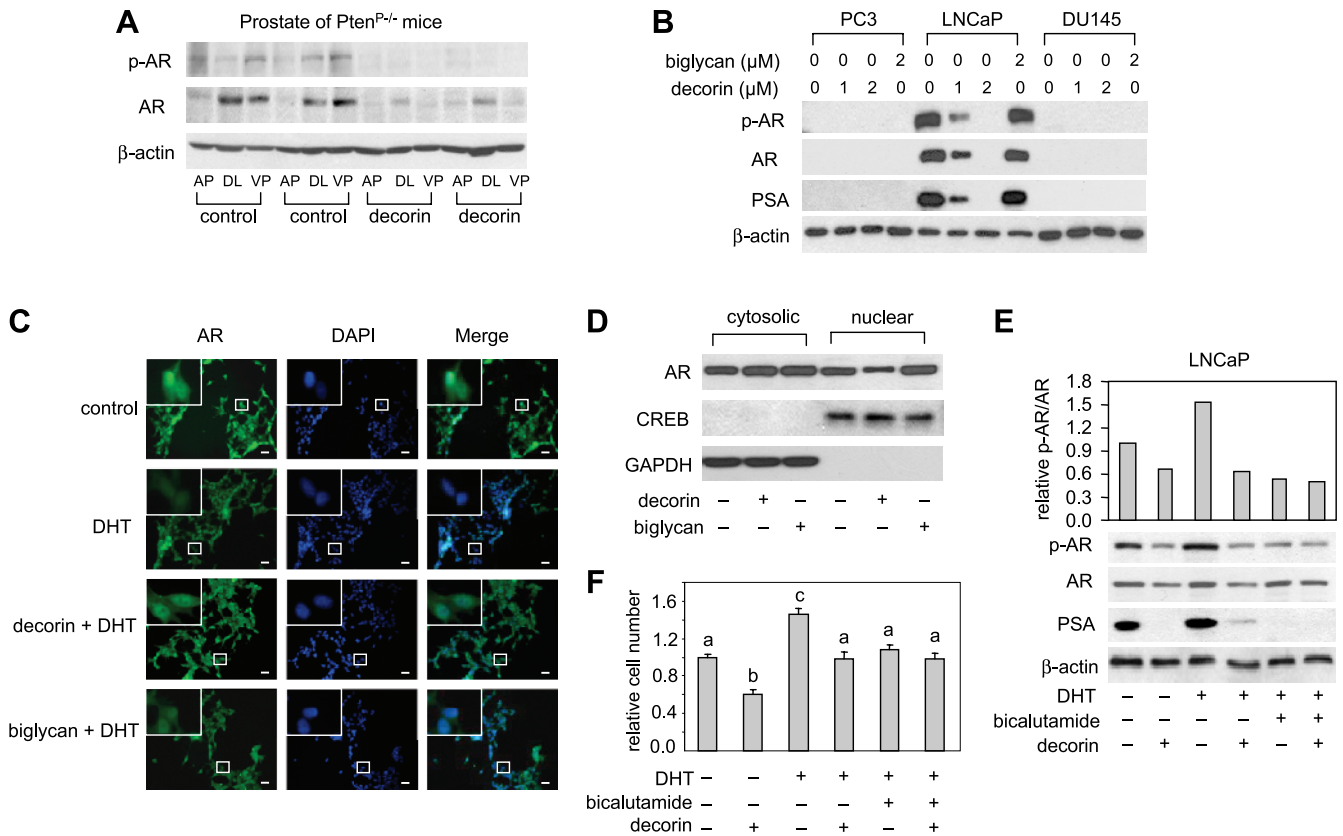 A
Prostate of Pten^P-/- mice
p-AR
AR
β-actin
AP DL VP AP DL VP AP DL VP AP DL VP
control control decorin decorin
B
PC3 LNCaP DU145
biglycan (μM) 0 0 0 2 0 0 0 2 0 0 0 2
decorin (μM) 0 1 2 0 0 1 2 0 0 1 2 0
p-AR
AR
PSA
β-actin
C
AR DAPI Merge
control
DHT
decorin + DHT
biglycan + DHT
D
cytosolic nuclear
AR
CREB
GAPDH
decorin – + – – + –
biglycan – – + – – +
E
LNCaP
relative p-AR/AR
1.8
1.5
1.2
0.9
0.6
0.3
0.0
p-AR
AR
PSA
β-actin
DHT – – + + + +
bicalutamide – – – – + +
decorin – + – + – +
F
relative cell number
1.6
1.2
0.8
0.4
0.0
a b c a a a
DHT – – + + + +
bicalutamide – – – – + +
decorin – + – + – +